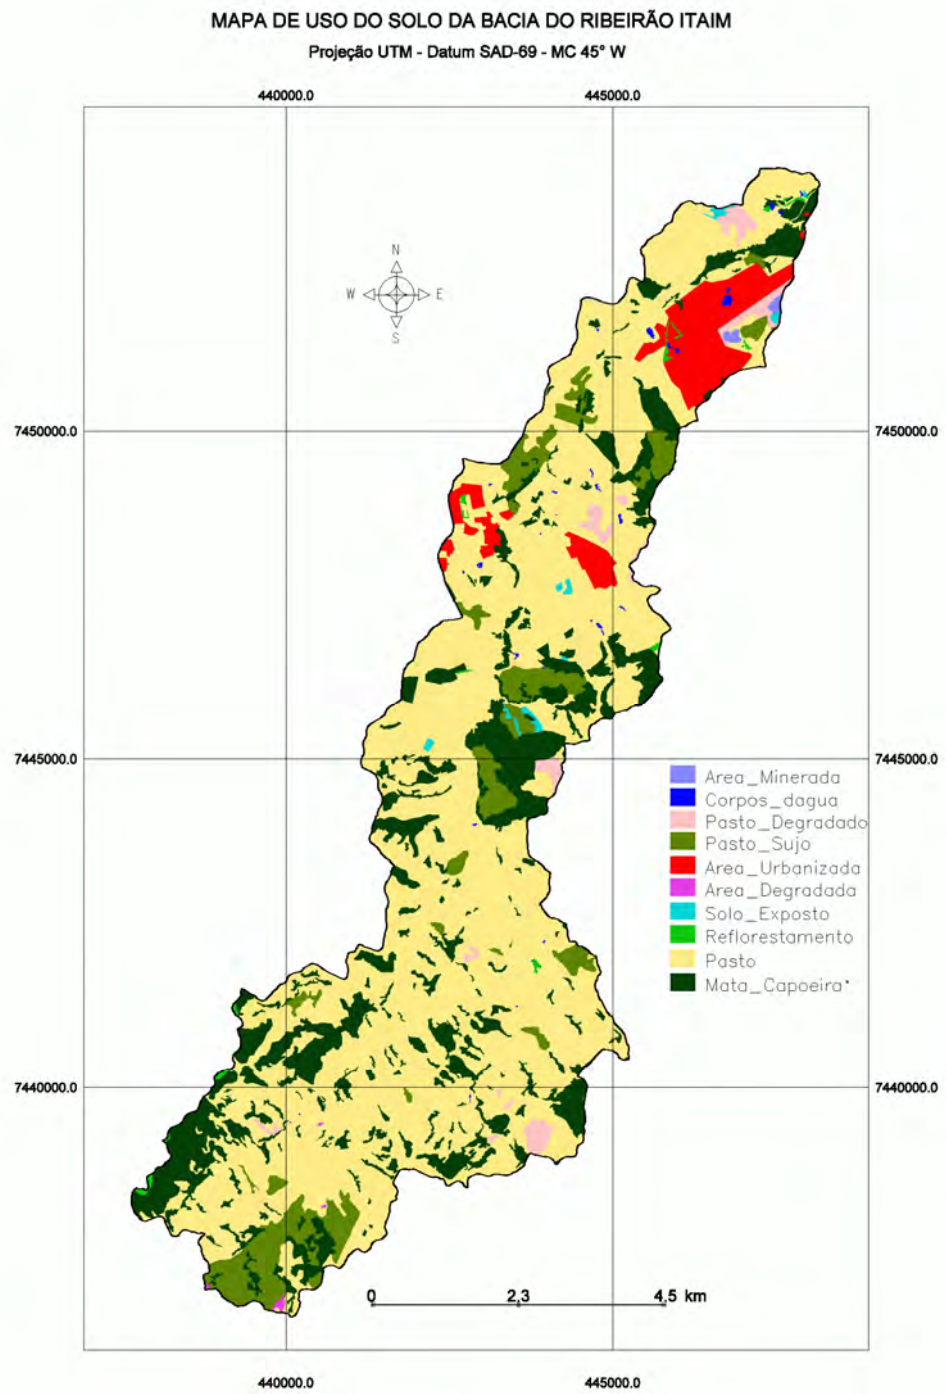 MAPA DE USO DO SOLO DA BACIA DO RIBEIRÃO ITAIM
Projeção UTM - Datum SAD-69 - MC 45° W
440000.0 445000.0
N
W E
S
7450000.0 7450000.0
7445000.0 7445000.0
Area_Minerada
Corpos_dagua
Pasto_Degradado
Pasto_Sujo
Area_Urbanizada
Area_Degradada
Solo_Exposto
Reflorestamento
Pasto
Mata_Capoeira*
7440000.0 7440000.0
0 2,3 4,5 km
440000.0 445000.0